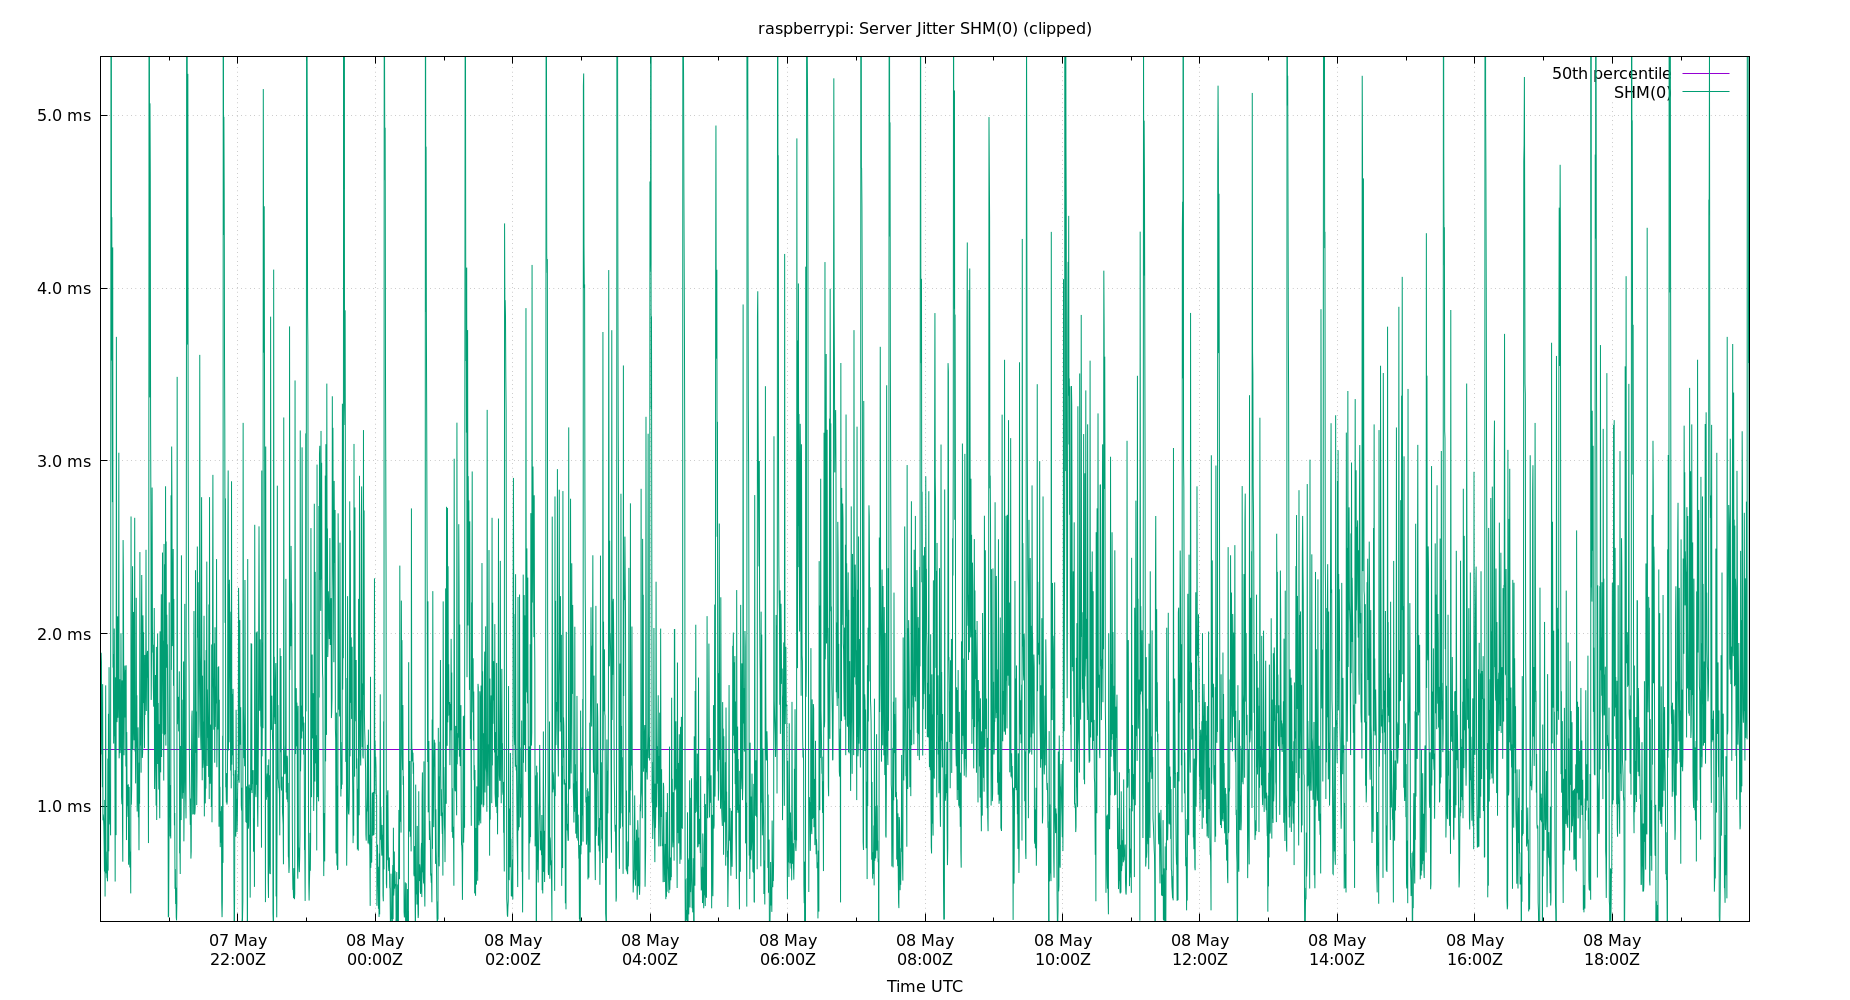 raspberrypi: Server Jitter SHM(0) (clipped)
50th percentile
SHM(0)
5.0 ms
4.0 ms
3.0 ms
2.0 ms
1.0 ms
07 May 08 May 08 May 08 May 08 May 08 May 08 May 08 May 08 May 08 May 08 May
22:00Z 00:00Z 02:00Z 04:00Z 06:00Z 08:00Z 10:00Z 12:00Z 14:00Z 16:00Z 18:00Z
Time UTC